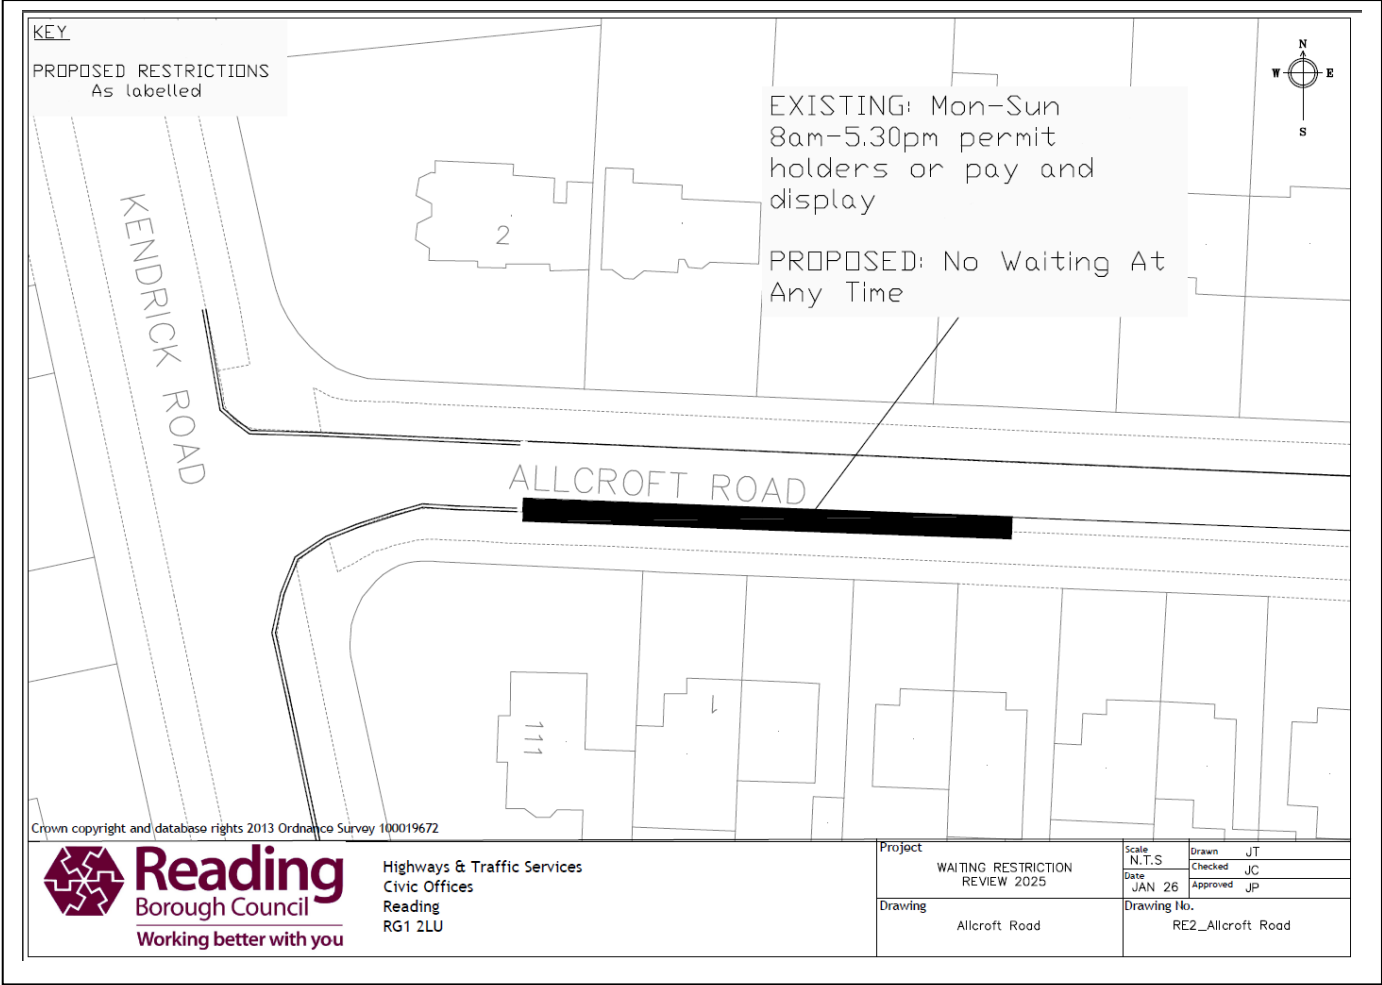 KEY
PROPOSED RESTRICTIONS
As labelled
N
W E
S
EXISTING: Mon-Sun
8am-5.30pm permit
holders or pay and
display
PROPOSED: No Waiting At
Any Time
2
KENDRICK ROAD
ALLCROFT ROAD
1
111
Crown copyright and database rights 2013 Ordnance Survey 100019672
Reading
Borough Council
Working better with you
Highways & Traffic Services
Civic Offices
Reading
RG1 2LU
Project
WAITING RESTRICTION
REVIEW 2025
Drawing
Allcroft Road
Scale
N.T.S
Date
JAN 26
Drawn JT
Checked JC
Approved JP
Drawing No.
RE2_Allcroft Road